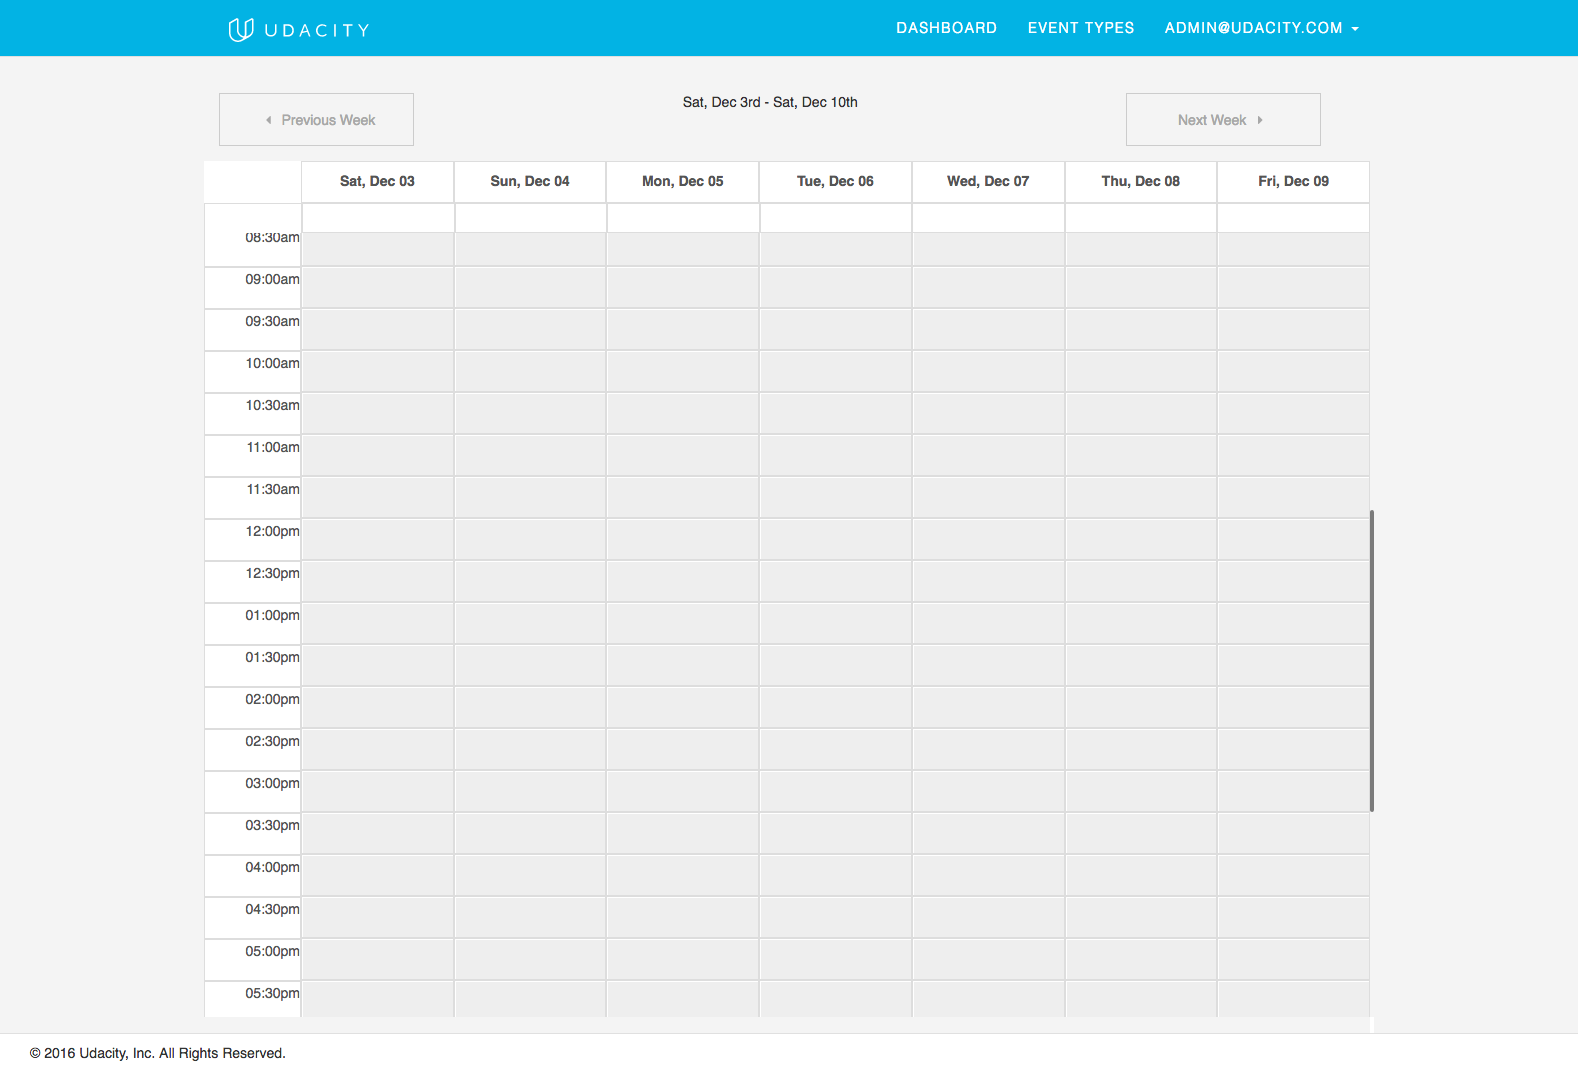 UDACITY DASHBOARD EVENT TYPES ADMIN@UDACITY.COM
Previous Week Sat, Dec 3rd - Sat, Dec 10th Next Week
Sat, Dec 03 Sun, Dec 04 Mon, Dec 05 Tue, Dec 06 Wed, Dec 07 Thu, Dec 08 Fri, Dec 09
08:30am
09:00am
09:30am
10:00am
10:30am
11:00am
11:30am
12:00pm
12:30pm
01:00pm
01:30pm
02:00pm
02:30pm
03:00pm
03:30pm
04:00pm
04:30pm
05:00pm
05:30pm
© 2016 Udacity, Inc. All Rights Reserved.